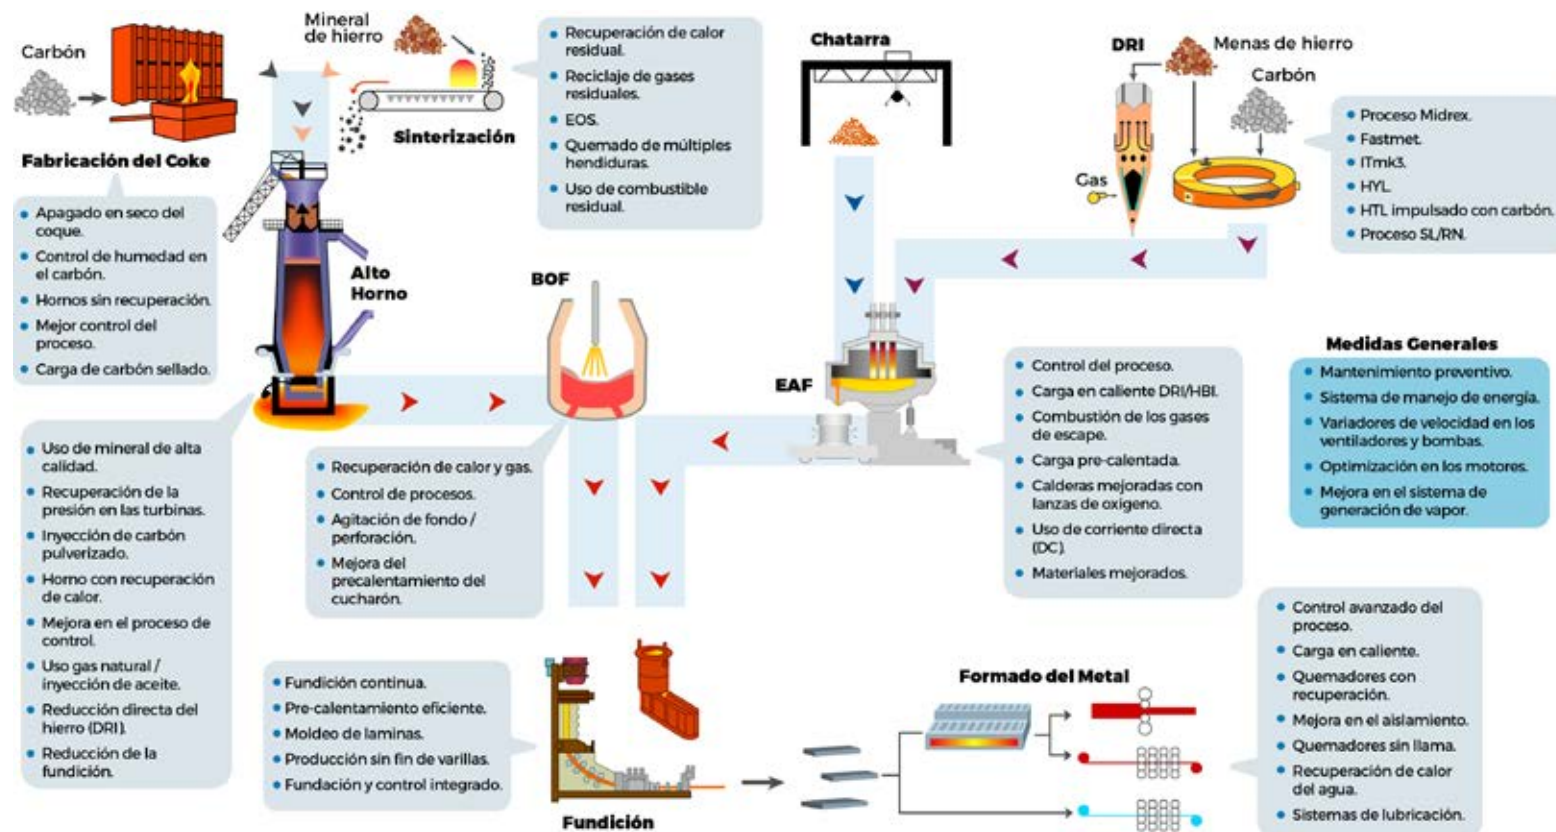 Carbón
Fabricación del Coke
Apagado en seco del
coque.
Control de humedad en
el carbón.
Hornos sin recuperación.
Mejor control del
proceso.
Carga de carbón sellado.
Mineral
de hierro
Sinterización
Recuperación de calor
residual.
Reciclaje de gases
residuales.
EOS.
Quemado de múltiples
hendiduras.
Uso de combustible
residual.
Chatarra
DRI
Menas de hierro
Carbón
Gas
Proceso Midrex.
Fastmet.
ITmk3.
HYL.
HTL impulsado con carbón.
Proceso SL/RN.
Alto
Horno
Uso de mineral de alta
calidad.
Recuperación de la
presión en las turbinas.
Inyección de carbón
pulverizado.
Horno con recuperación
de calor.
Mejora en el proceso de
control.
Uso gas natural /
inyección de aceite.
Reducción directa del
hierro (DRI).
Reducción de la
fundición.
BOF
Recuperación de calor y gas.
Control de procesos.
Agitación de fondo /
perforación.
Mejora del
precalentamiento del
cucharón.
EAF
Control del proceso.
Carga en caliente DRI/HBI.
Combustión de los gases
de escape.
Carga pre-calentada.
Calderas mejoradas con
lanzas de oxigeno.
Uso de corriente directa
(DC).
Materiales mejorados.
Medidas Generales
Mantenimiento preventivo.
Sistema de manejo de energía.
Variadores de velocidad en los
ventiladores y bombas.
Optimización en los motores.
Mejora en el sistema de
generación de vapor.
Fundición continua.
Pre-calentamiento eficiente.
Moldeo de laminas.
Producción sin fin de varillas.
Fundación y control integrado.
Fundición
Formado del Metal
Control avanzado del
proceso.
Carga en caliente.
Quemadores con
recuperación.
Mejora en el aislamiento.
Quemadores sin llama.
Recuperación de calor
del agua.
Sistemas de lubricación.